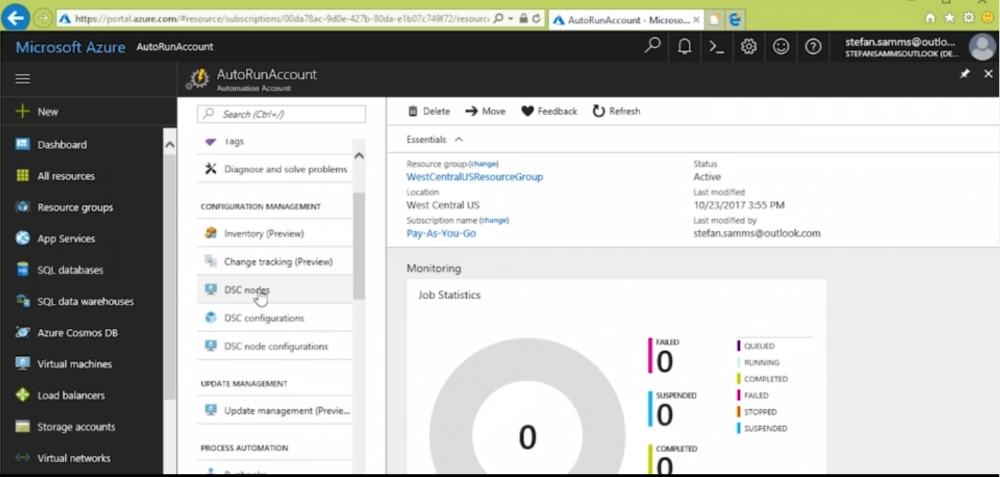 https://portal.azure.com/#resource/subscriptions/00da78ac-9d0e-427b-80da-e1b07c749f72/resourc
AutoRunAccount - Microso...
Microsoft Azure AutoRunAccount
stefan.samms@outlo...
STEFANSAMMSOUTLOOK (DE...
AutoRunAccount
Automation Account
New
Dashboard
All resources
Resource groups
App Services
SQL databases
SQL data warehouses
Azure Cosmos DB
Virtual machines
Load balancers
Storage accounts
Virtual networks
Search (Ctrl+/)
Tags
Diagnose and solve problems
CONFIGURATION MANAGEMENT
Inventory (Preview)
Change tracking (Preview)
DSC nodes
DSC configurations
DSC node configurations
UPDATE MANAGEMENT
Update management (Previe...
PROCESS AUTOMATION
Delete Move Feedback Refresh
Essentials
Resource group (change)
WestCentralUSResourceGroup
Location
West Central US
Subscription name (change)
Pay-As-You-Go
Status
Active
Last modified
10/23/2017 3:55 PM
Last modified by
stefan.samms@outlook.com
Monitoring
Job Statistics
0
FAILED
0
SUSPENDED
0
COMPLETED
0
QUEUED
RUNNING
COMPLETED
FAILED
STOPPED
SUSPENDED